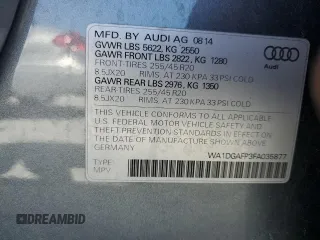 MFD. BY AUDI AG 08 14
GVWR LBS 5622, KG 2550
GAWR FRONT LBS 2822, KG 1280
FRONT-TIRES 255/45 R20
8.5JX20 RIMS. AT 230 KPA 33 PSI COLD
GAWR REAR LBS 2976, KG 1350
REAR TIRES 255/45 R20
8.5JX20 RIMS. AT 230 KPA 33 PSI COLD
Audi
THIS VEHICLE CONFORMS TO ALL APPLICABLE
U.S. FEDERAL MOTOR VEHICLE SAFETY AND
THEFT PREVENTION STANDARDS IN EFFECT
ON THE DATE OF MANUFACTURE SHOWN ABOVE
GERMANY
WA1DGAFP3FA035877
TYPE:
MPV
DREAMBID